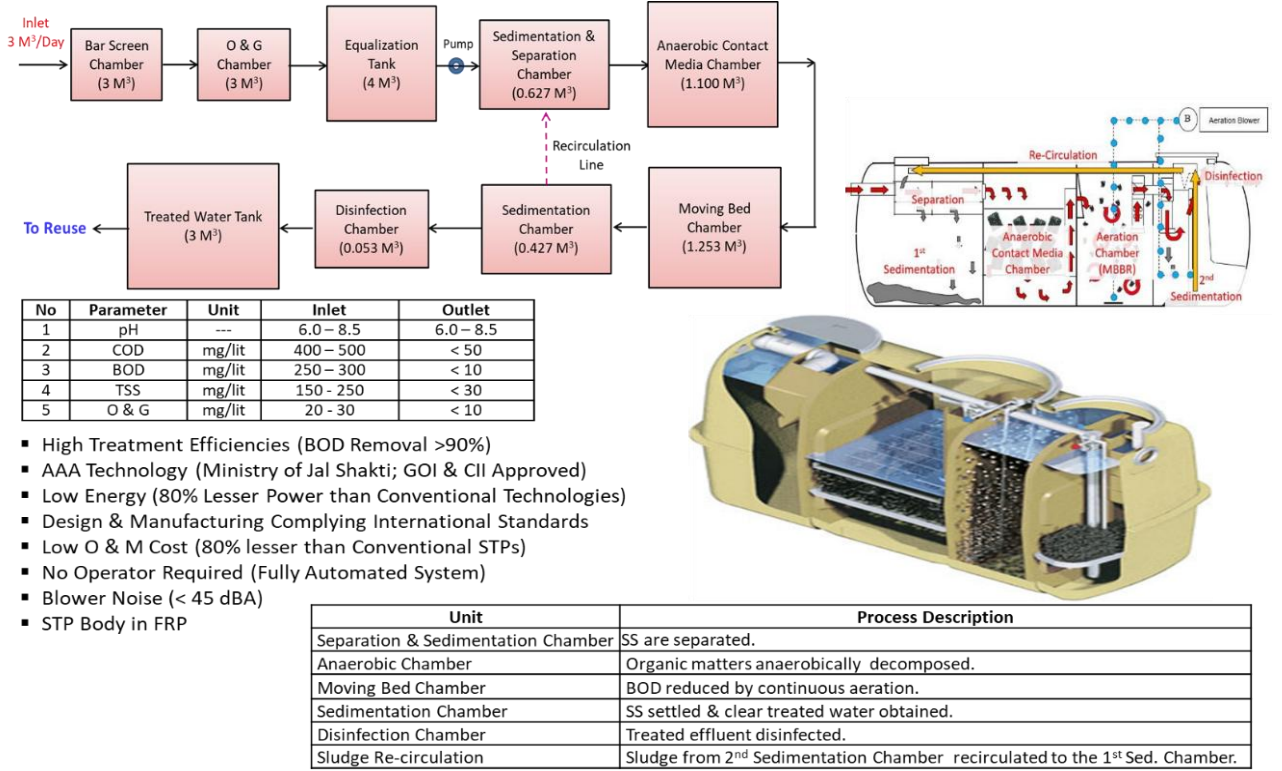 Inlet
3 M³/Day
Bar Screen
Chamber
(3 M³)
O & G
Chamber
(3 M³)
Equalization
Tank
(4 M³)
Pump
Sedimentation &
Separation
Chamber
(0.627 M³)
Anaerobic Contact
Media Chamber
(1.100 M³)
Recirculation
Line
To Reuse
Treated Water Tank
(3 M³)
Disinfection
Chamber
(0.053 M³)
Sedimentation
Chamber
(0.427 M³)
Moving Bed
Chamber
(1.253 M³)
B
Aeration Blower
Re-Circulation
Disinfection
Separation
1st
Sedimentation
Anaerobic
Contact Media
Chamber
Aeration
Chamber
(MBBR)
2nd
Sedimentation
No Parameter Unit Inlet Outlet
1 pH --- 6.0 – 8.5 6.0 – 8.5
2 COD mg/lit 400 – 500 < 50
3 BOD mg/lit 250 – 300 < 10
4 TSS mg/lit 150 - 250 < 30
5 O & G mg/lit 20 - 30 < 10
▪ High Treatment Efficiencies (BOD Removal >90%)
▪ AAA Technology (Ministry of Jal Shakti; GOI & CII Approved)
▪ Low Energy (80% Lesser Power than Conventional Technologies)
▪ Design & Manufacturing Complying International Standards
▪ Low O & M Cost (80% lesser than Conventional STPs)
▪ No Operator Required (Fully Automated System)
▪ Blower Noise (< 45 dBA)
▪ STP Body in FRP
Unit Process Description
Separation & Sedimentation Chamber SS are separated.
Anaerobic Chamber Organic matters anaerobically decomposed.
Moving Bed Chamber BOD reduced by continuous aeration.
Sedimentation Chamber SS settled & clear treated water obtained.
Disinfection Chamber Treated effluent disinfected.
Sludge Re-circulation Sludge from 2nd Sedimentation Chamber recirculated to the 1st Sed. Chamber.